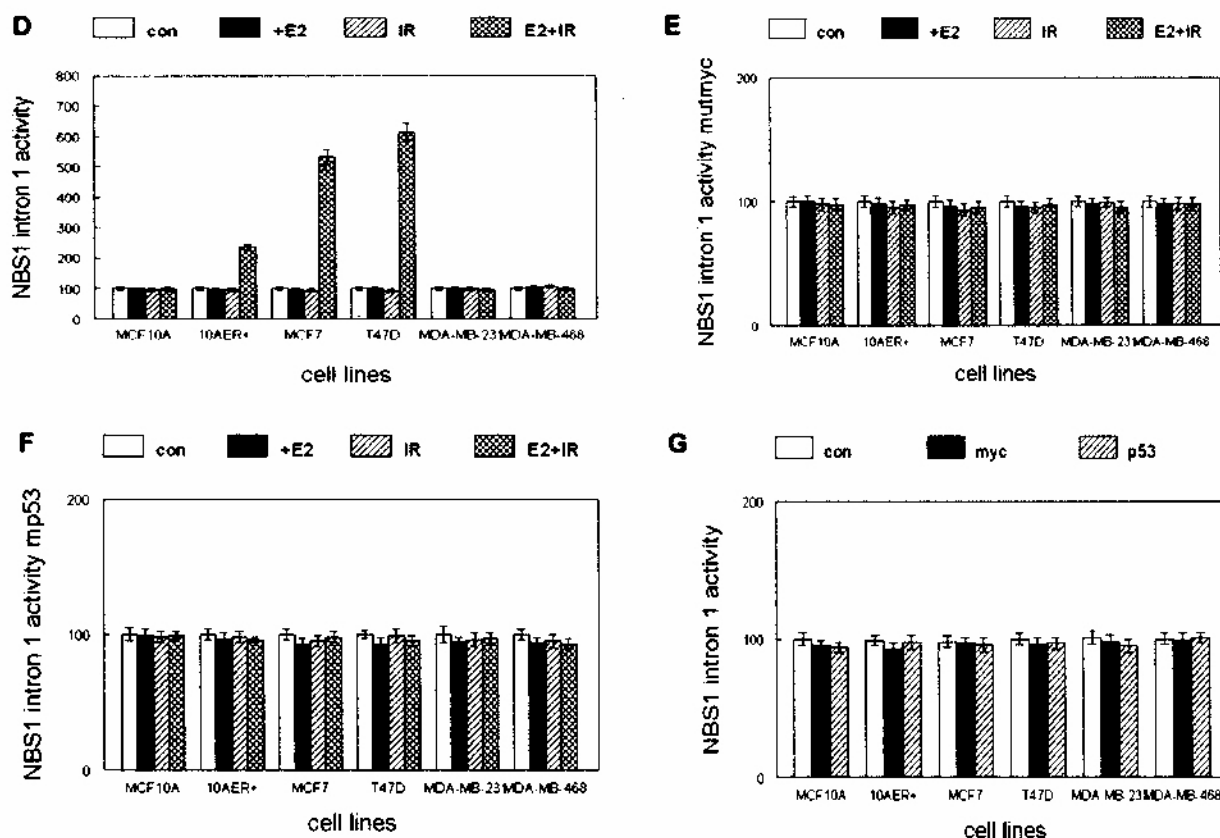 D
con +E2 IR E2+IR
NBS1 intron 1 activity
800
700
600
500
400
300
200
100
0
MCF10A 10AER+ MCF7 T47D MDA-MB-231 MDA-MB-468
cell lines
E
con +E2 IR E2+IR
NBS1 intron 1 activity mutmyc
200
100
0
MCF10A 10AER+ MCF7 T47D MDA-MB-231 MDA-MB-468
cell lines
F
con +E2 IR E2+IR
NBS1 intron 1 activity mp53
200
100
0
MCF10A 10AER+ MCF7 T47D MDA-MB-231 MDA-MB-468
cell lines
G
con myc p53
NBS1 intron 1 activity
200
100
0
MCF10A 10AER+ MCF7 T47D MDA-MB-231 MDA-MB-468
cell lines